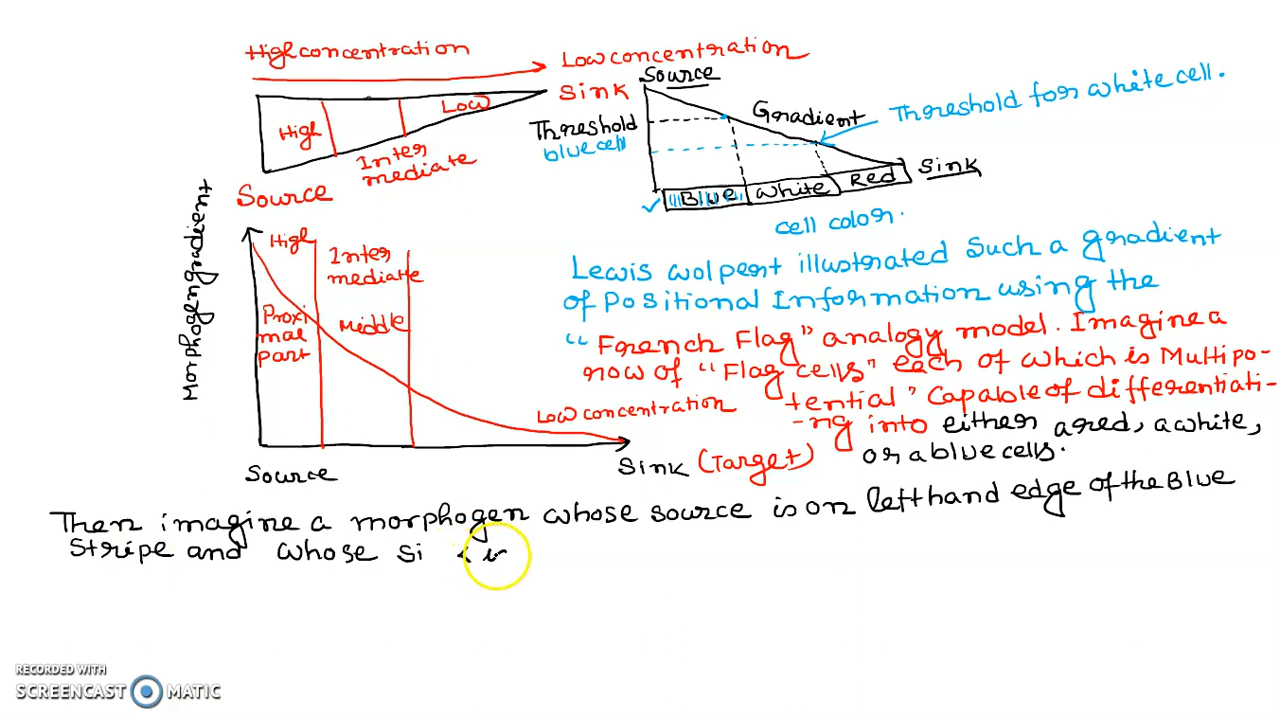 High concentration
Low concentration
Sink
High
Low
Inter
mediate
Source
Source
Threshold
blue cell
Gradient
Threshold for white cell.
Sink
Blue
White
Red
cell color.
Morphogen gradient
High
Inter
mediate
Proxi
mal
part
Middle
Low concentration
Source
Sink (Target)
Lewis wolpert illustrated Such a gradient
of Positional Information using the
"French Flag" analogy model. Imagine a
row of "Flag cells" each of which is Multipo-
tential" Capable of differentiati-
-ng into either a red, a white,
or a blue cells.
Then imagine a morphogen whose source is on left hand edge of the Blue
Stripe and whose
RECORDED WITH
SCREENCAST MATIC